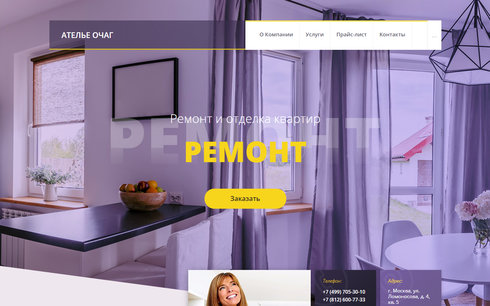 АТЕЛЬЕ ОЧАГ
О Компании Услуги Прайс-лист Контакты
Ремонт и отделка квартир
РЕМОНТ
РЕМОНТ
Заказать
Телефон:
+7 (499) 705-30-10
+7 (812) 600-77-33
Адрес:
г. Москва, ул.
Ломоносова, д. 4,
кв. 5